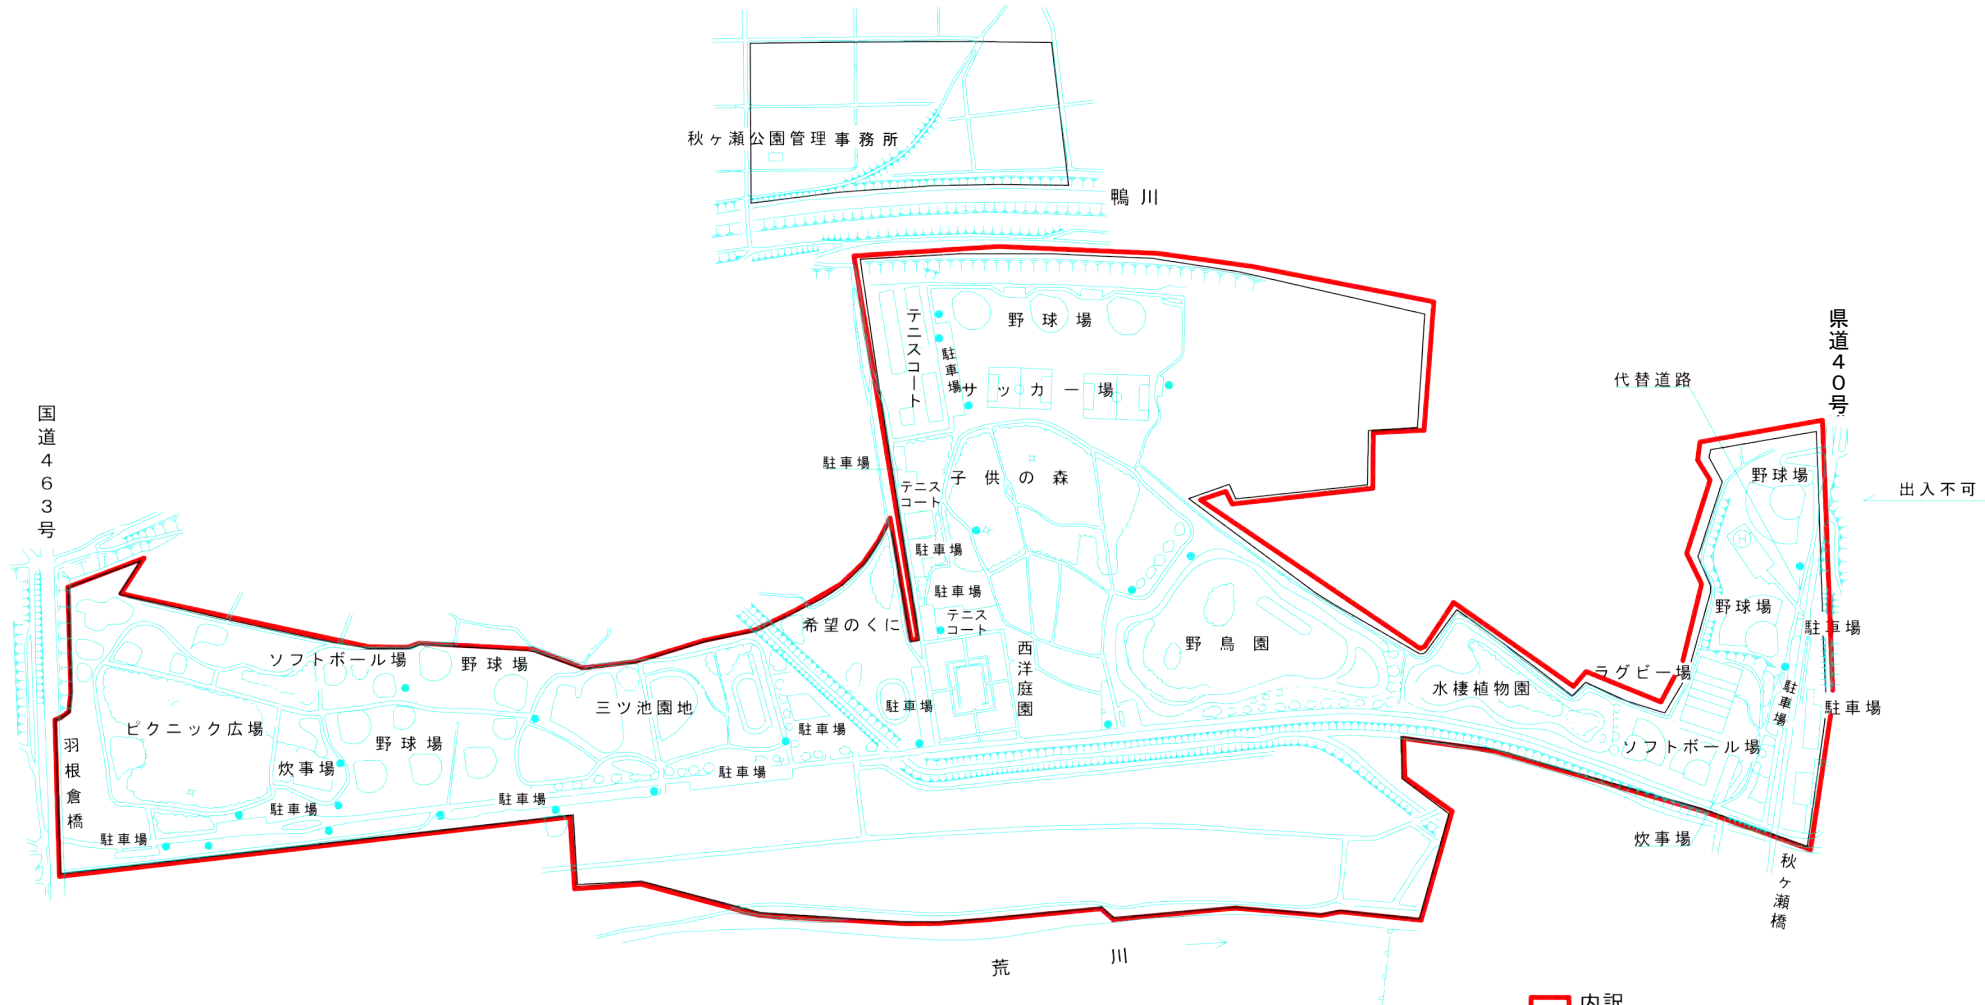 秋ヶ瀬公園管理事務所
鴨川
県道40号
代替道路
出入不可
国道463号
羽根倉橋
テニスコート
駐車場
野球場
サッカー場
駐車場
テニス
コート
子供の森
駐車場
駐車場
テニス
コート
西洋庭園
野鳥園
希望のくに
ソフトボール場
野球場
三ツ池園地
ピクニック広場
野球場
炊事場
駐車場
駐車場
駐車場
駐車場
駐車場
駐車場
水棲植物園
ラグビー場
野球場
H
野球場
駐車場
駐車場
駐車場
ソフトボール場
炊事場
秋ヶ瀬橋
荒川
内訳